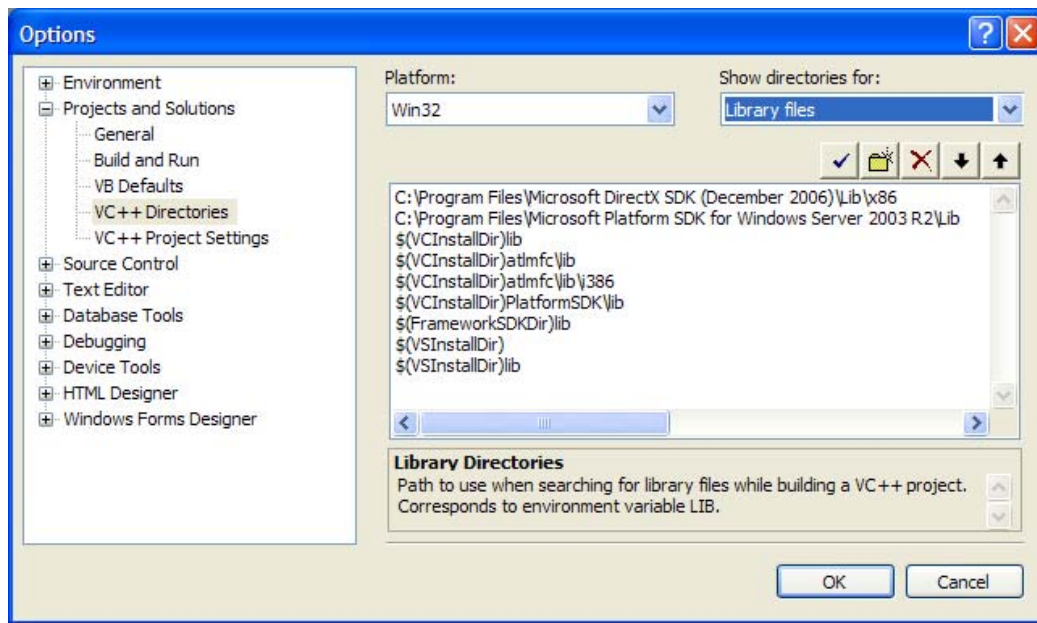 Options
Environment
Projects and Solutions
General
Build and Run
VB Defaults
VC++ Directories
VC++ Project Settings
Source Control
Text Editor
Database Tools
Debugging
Device Tools
HTML Designer
Windows Forms Designer
Platform:
Win32
Show directories for:
Library files
C:\Program Files\Microsoft DirectX SDK (December 2006)\Lib\x86
C:\Program Files\Microsoft Platform SDK for Windows Server 2003 R2\Lib
$(VCInstallDir)lib
$(VCInstallDir)atlmfc\lib
$(VCInstallDir)atlmfc\lib\i386
$(VCInstallDir)PlatformSDK\lib
$(FrameworkSDKDir)lib
$(VSInstallDir)
$(VSInstallDir)lib
Library Directories
Path to use when searching for library files while building a VC++ project.
Corresponds to environment variable LIB.
OK
Cancel